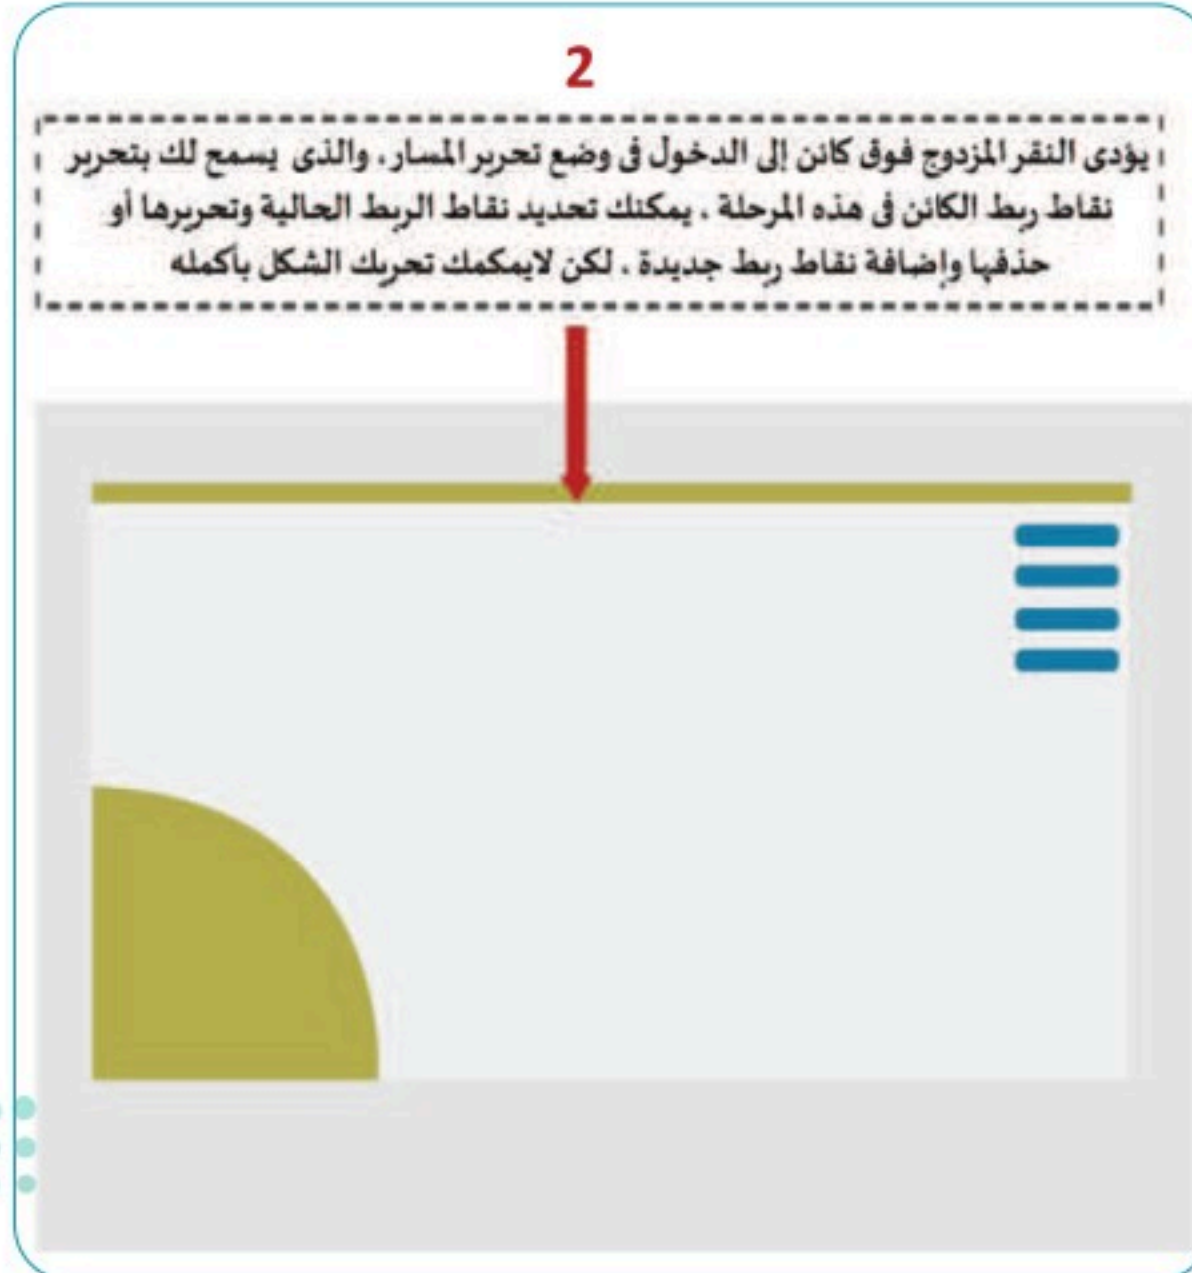 2
يؤدى النقر المزدوج فوق كائن إلى الدخول فى وضع تحرير المسار، والذى يسمح لك بتحرير
نقاط ربط الكائن فى هذه المرحلة ، يمكنك تحديد نقاط الربط الحالية وتحريرها أو
حذفها وإضافة نقاط ربط جديدة ، لكن لايمكمك تحريك الشكل بأكمله